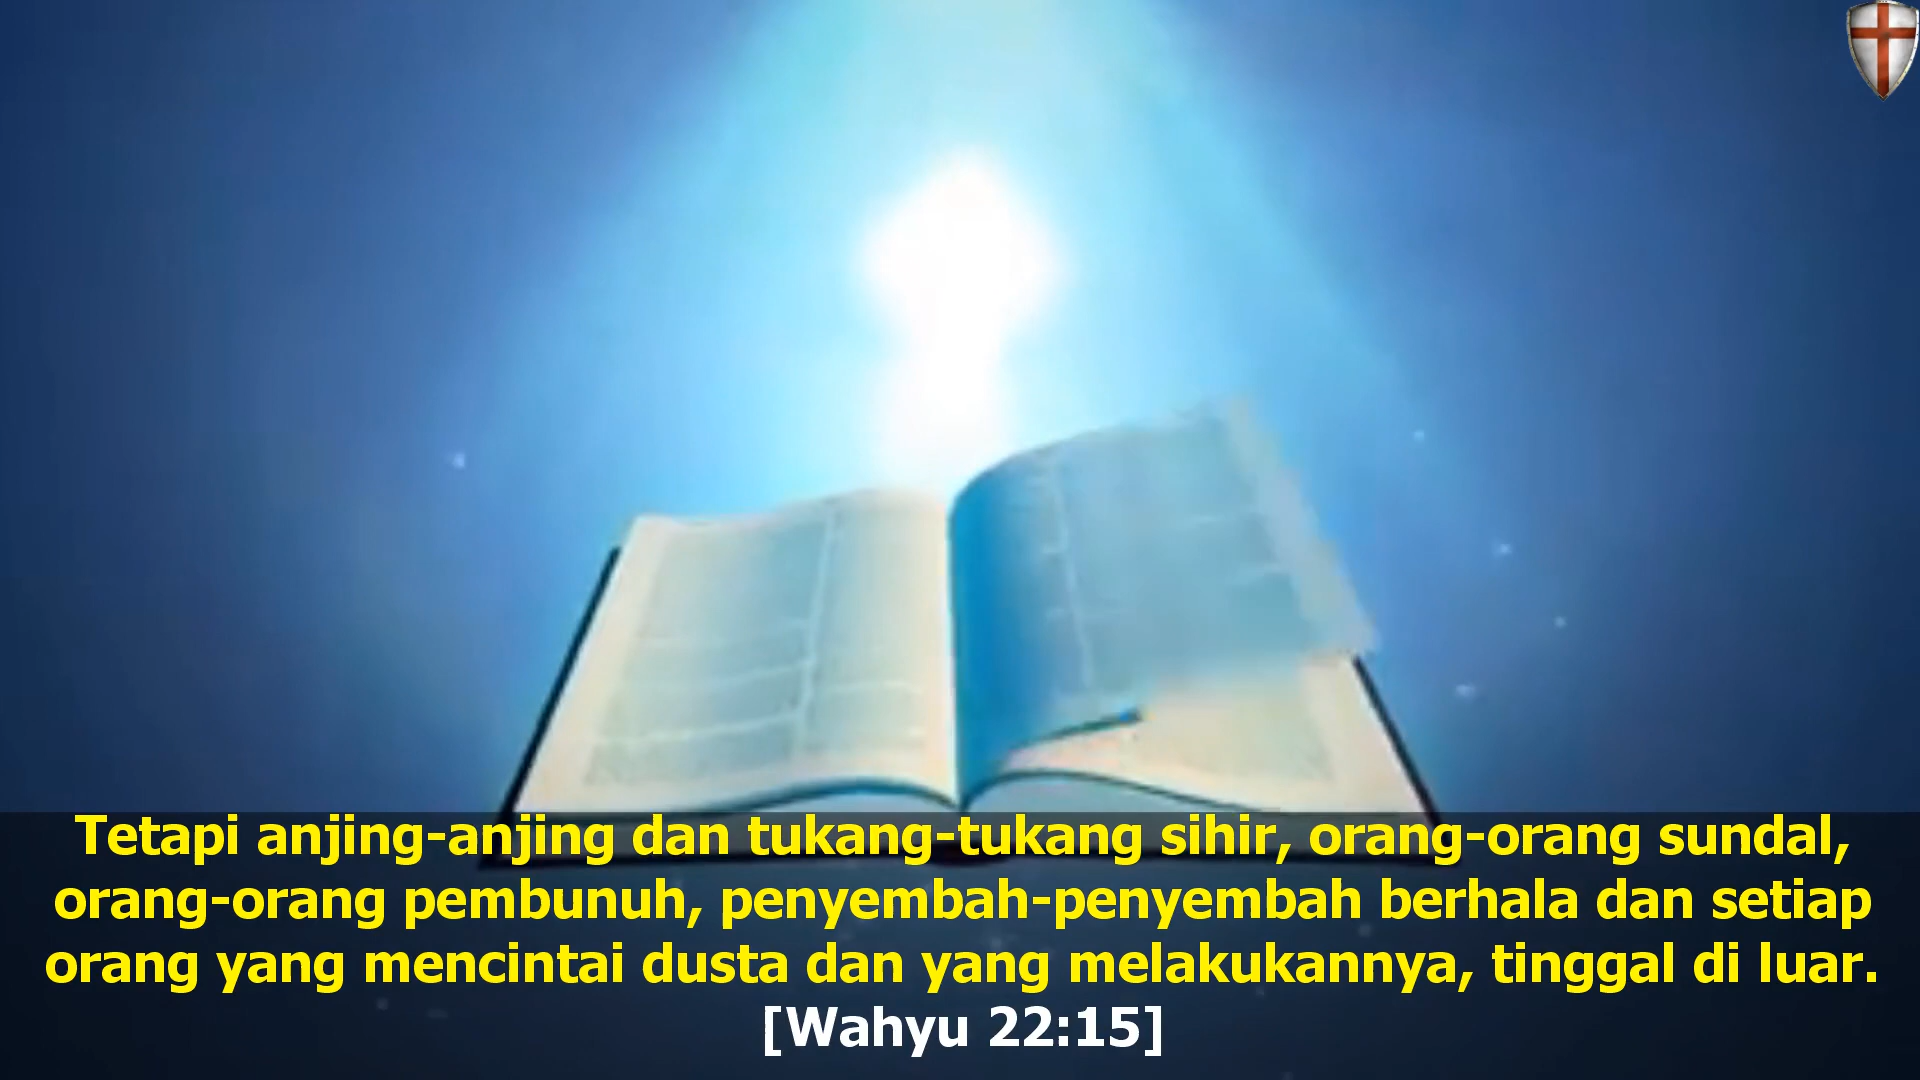 Tetapi anjing-anjing dan tukang-tukang sihir, orang-orang sundal,
orang-orang pembunuh, penyembah-penyembah berhala dan setiap
orang yang mencintai dusta dan yang melakukannya, tinggal di luar.
[Wahyu 22:15]